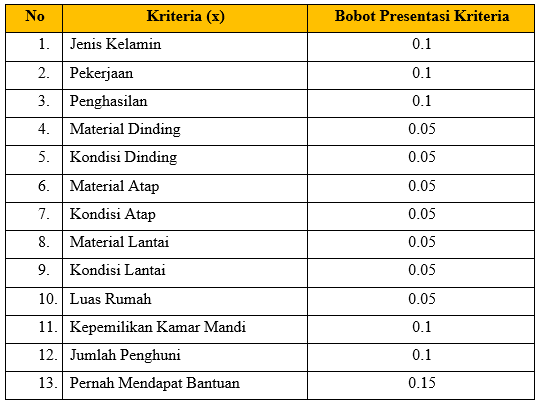 No Kriteria (x) Bobot Presentasi Kriteria
1. Jenis Kelamin 0.1
2. Pekerjaan 0.1
3. Penghasilan 0.1
4. Material Dinding 0.05
5. Kondisi Dinding 0.05
6. Material Atap 0.05
7. Kondisi Atap 0.05
8. Material Lantai 0.05
9. Kondisi Lantai 0.05
10. Luas Rumah 0.05
11. Kepemilikan Kamar Mandi 0.1
12. Jumlah Penghuni 0.1
13. Pernah Mendapat Bantuan 0.15